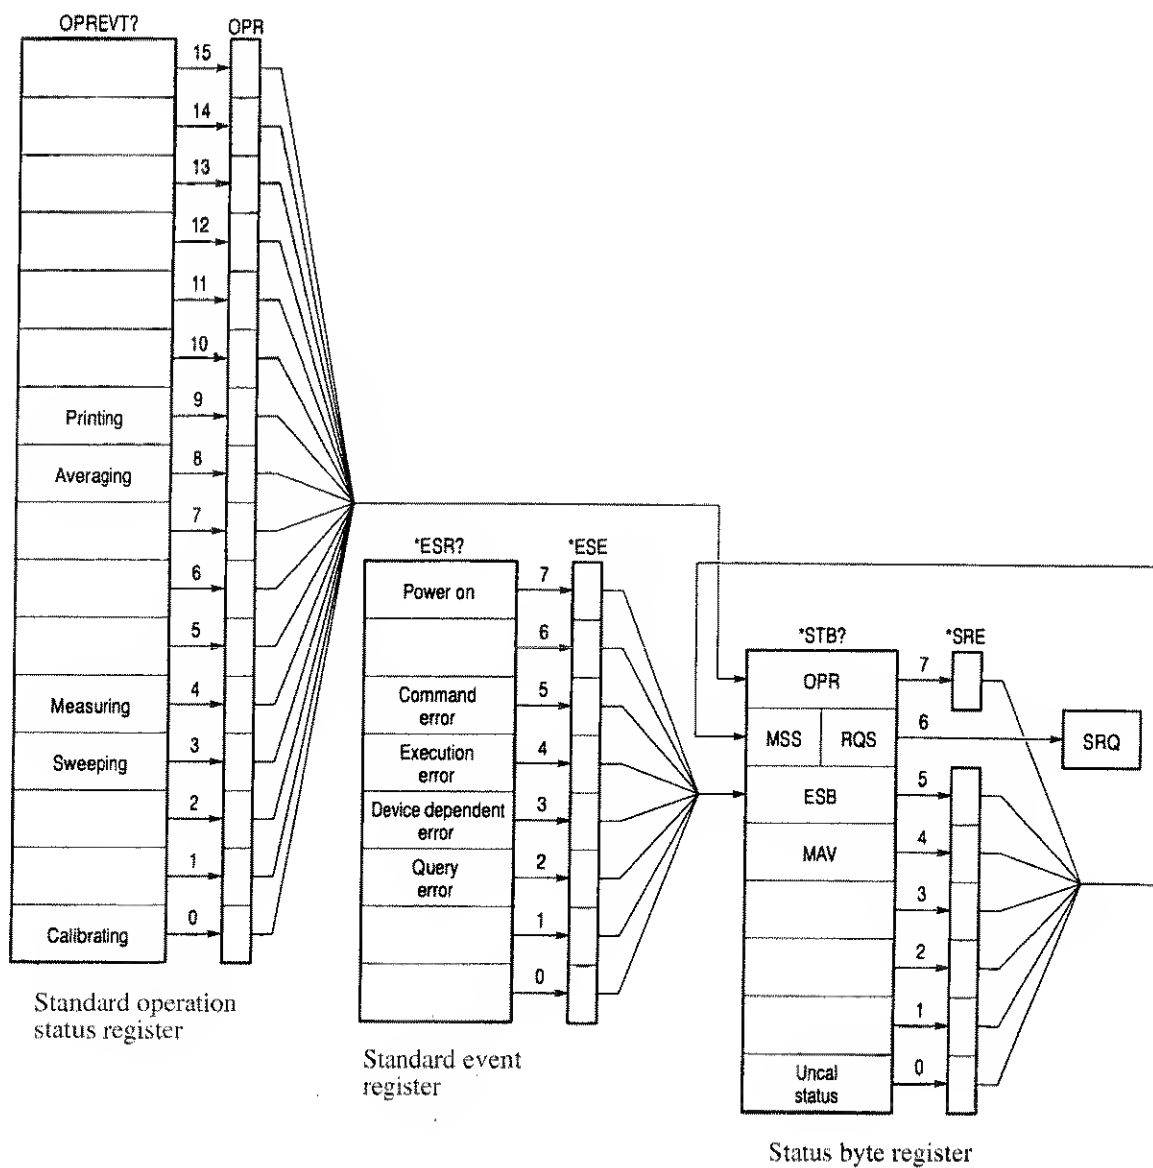 OPREVT?
OPR
15
14
13
12
11
10
Printing
9
Averaging
8
7
6
5
Measuring
4
Sweeping
3
2
1
Calibrating
0
Standard operation
status register
*ESR?
*ESE
Power on
7
6
Command
error
5
Execution
error
4
Device dependent
error
3
Query
error
2
1
0
Standard event
register
*STB?
*SRE
OPR
7
MSS
RQS
6
SRQ
ESB
5
MAV
4
3
2
1
Uncal
status
0
Status byte register